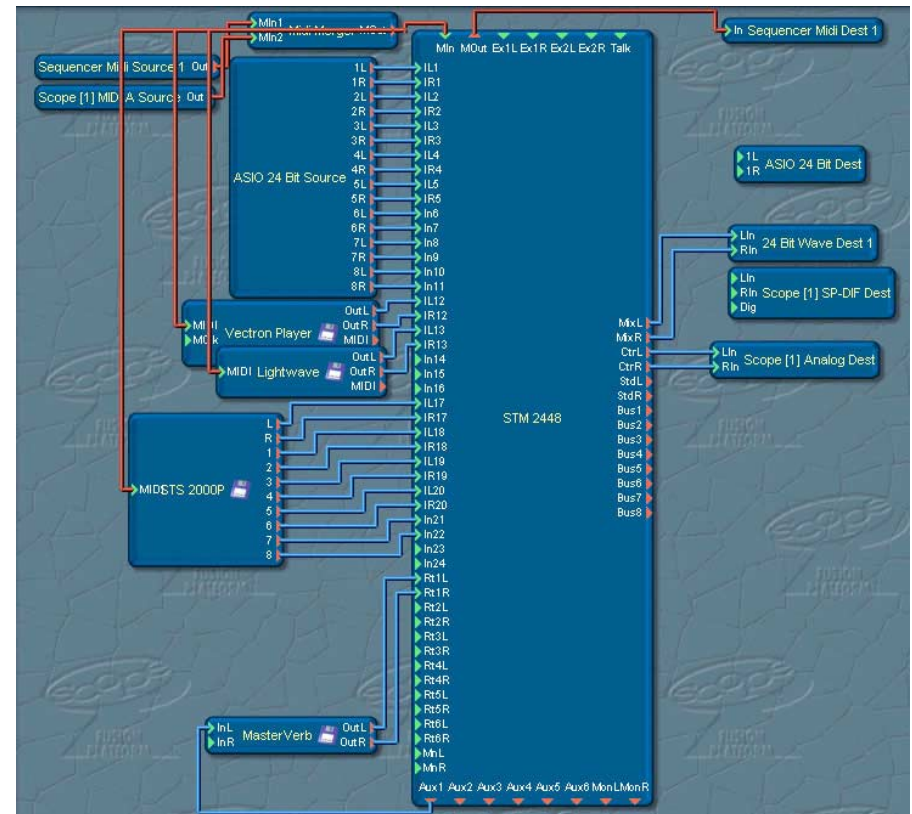 MIn1
MIn2 Midi Merger MOut
In Sequencer Midi Dest 1
MIn MOut Ex1L Ex1R Ex2L Ex2R Talk
Sequencer Midi Source 1 Out
Scope [1] MIDI A Source Out
ASIO 24 Bit Source
1L
1R
2L
2R
3L
3R
4L
4R
5L
5R
6L
6R
7L
7R
8L
8R
Vectron Player
MIDI
MClk
OutL
OutR
MIDI
MIDI Lightwave
OutL
OutR
MIDI
MIDI STS 2000P
L
R
1
2
3
4
5
6
7
8
MasterVerb
InL
InR
OutL
OutR
STM 2448
IL1
IR1
IL2
IR2
IL3
IR3
IL4
IR4
IL5
IR5
In6
In7
In8
In9
In10
In11
IL12
IR12
IL13
IR13
In14
In15
In16
IL17
IR17
IL18
IR18
IL19
IR19
IL20
IR20
In21
In22
In23
In24
Rt1L
Rt1R
Rt2L
Rt2R
Rt3L
Rt3R
Rt4L
Rt4R
Rt5L
Rt5R
Rt6L
Rt6R
MnL
MnR
MixL
MixR
CtrL
CtrR
StdL
StdR
Bus1
Bus2
Bus3
Bus4
Bus5
Bus6
Bus7
Bus8
Aux1 Aux2 Aux3 Aux4 Aux5 Aux6 MonL MonR
1L
1R ASIO 24 Bit Dest
LIn
RIn 24 Bit Wave Dest 1
LIn
RIn Scope [1] SP-DIF Dest
Dig
LIn
RIn Scope [1] Analog Dest
SCOPE
FUSION
PLATFORM